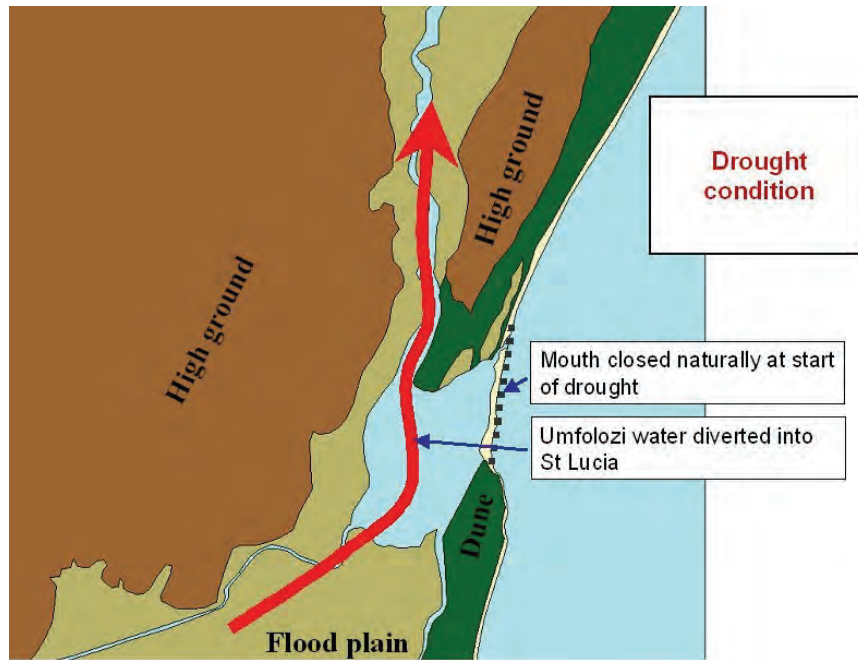 Drought
condition
High ground
High ground
Mouth closed naturally at start
of drought
Umfolozi water diverted into
St Lucia
Dune
Flood plain